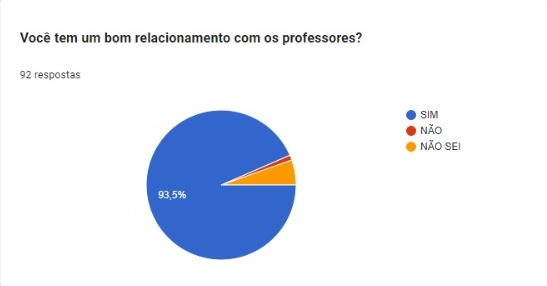 Você tem um bom relacionamento com os professores?
92 respostas
SIM
NÃO
NÃO SEI
93,5%